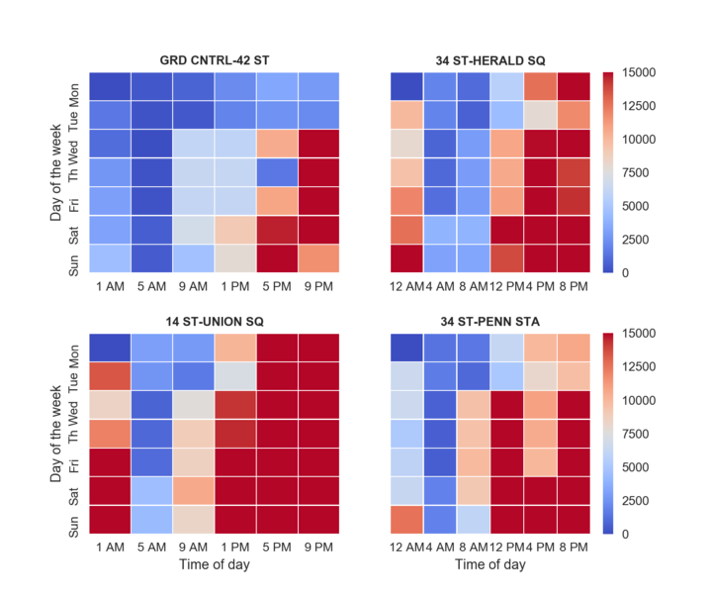 GRD CNTRL-42 ST
34 ST-HERALD SQ
Day of the week
Mon
Tue
Wed
Th
Fri
Sat
Sun
1 AM 5 AM 9 AM 1 PM 5 PM 9 PM
12 AM 4 AM 8 AM 12 PM 4 PM 8 PM
15000
12500
10000
7500
5000
2500
0
14 ST-UNION SQ
34 ST-PENN STA
Day of the week
Mon
Tue
Wed
Th
Fri
Sat
Sun
1 AM 5 AM 9 AM 1 PM 5 PM 9 PM
Time of day
12 AM 4 AM 8 AM 12 PM 4 PM 8 PM
Time of day
15000
12500
10000
7500
5000
2500
0